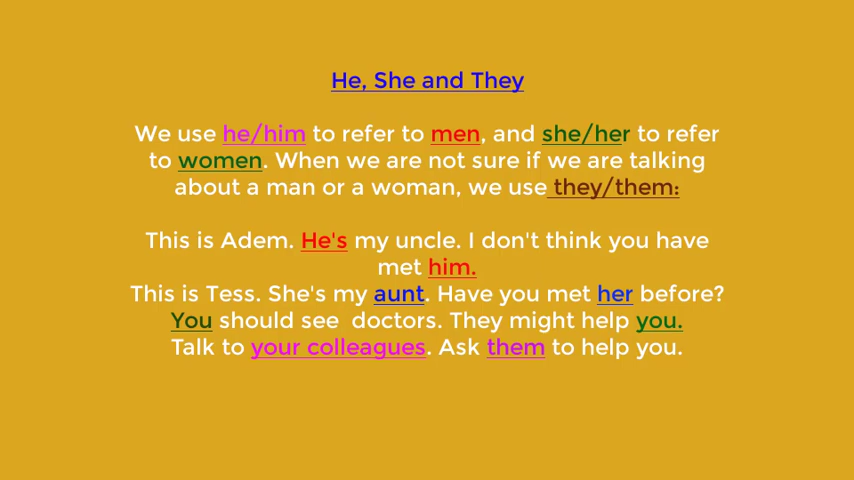 He, She and They
We use he/him to refer to men, and she/her to refer
to women. When we are not sure if we are talking
about a man or a woman, we use they/them:
This is Adem. He's my uncle. I don't think you have
met him.
This is Tess. She's my aunt. Have you met her before?
You should see doctors. They might help you.
Talk to your colleagues. Ask them to help you.